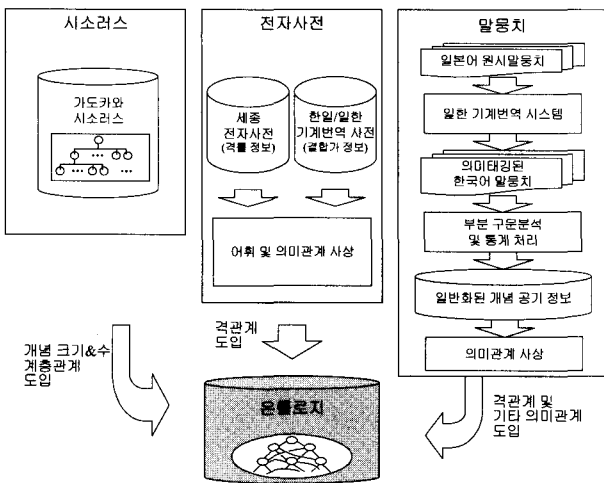 시소러스
가도카와
시소러스
...
... ...
전자사전
세종
전자사전
(격틀 정보)
한일/일한
기계번역 사전
(결합가 정보)
어휘 및 의미관계 사상
말뭉치
일본어 원시말뭉치
일한 기계번역 시스템
의미태깅된
한국어 말뭉치
부분 구문분석
및 통계 처리
일반화된 개념 공기 정보
의미관계 사상
개념 크기&수
계층관계
도입
격관계
도입
격관계 및
기타 의미관계
도입
온톨로지